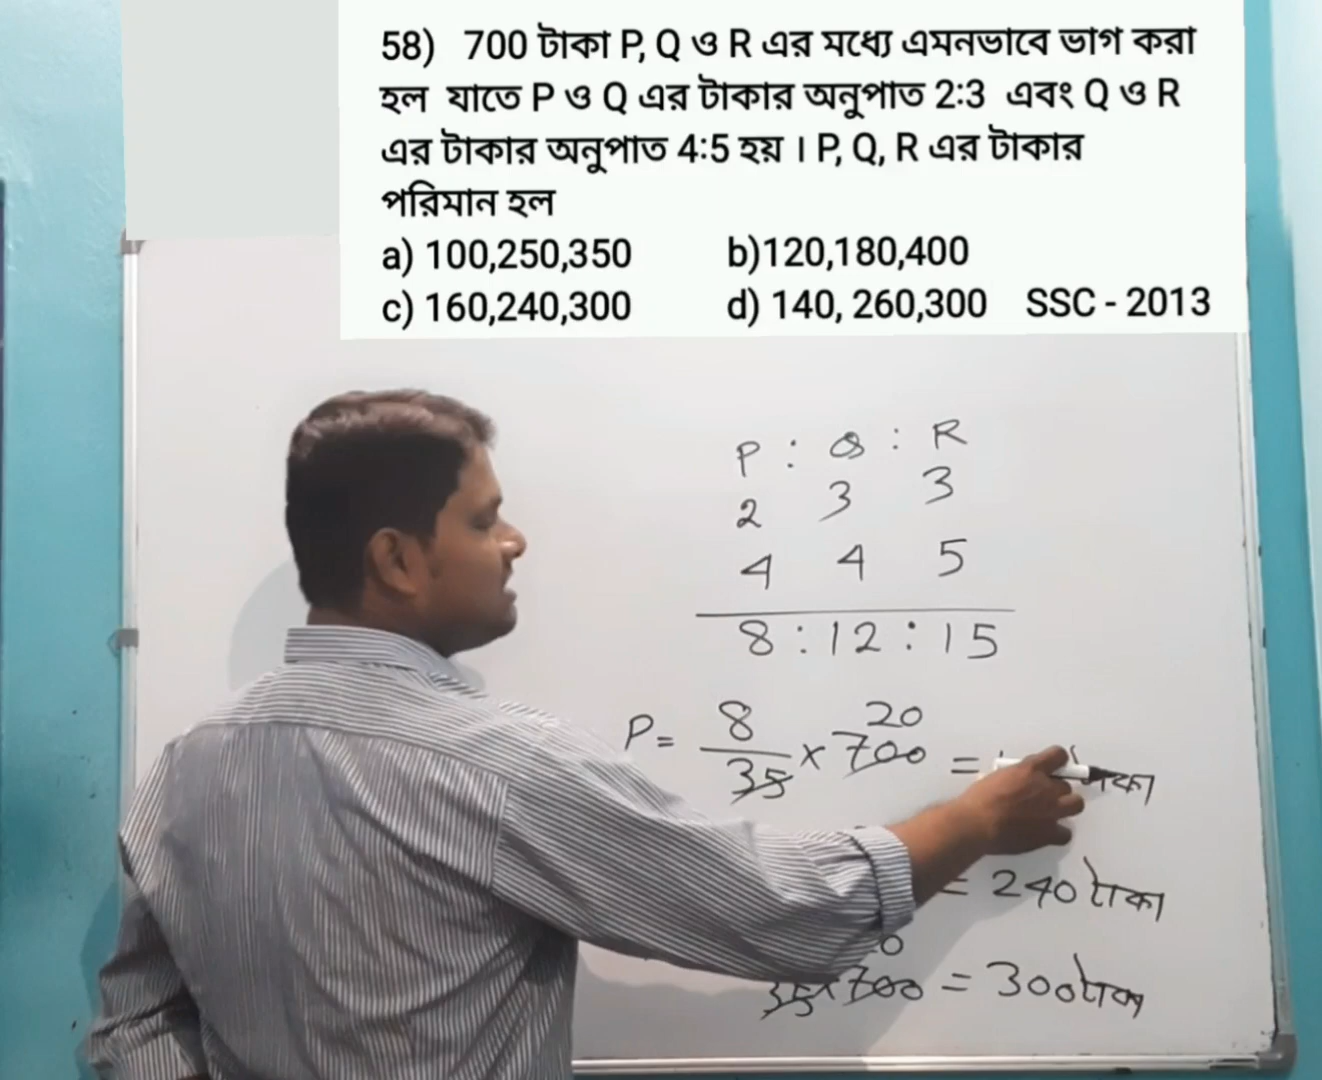 58) 700 টাকা P, Q ও R এর মধ্যে এমনভাবে ভাগ করা
হল যাতে P ও Q এর টাকার অনুপাত 2:3 এবং Q ও R
এর টাকার অনুপাত 4:5 হয় । P, Q, R এর টাকার
পরিমান হল
a) 100,250,350 b)120,180,400
c) 160,240,300 d) 140, 260,300 SSC - 2013
P : Q : R
2 3 3
4 4 5
8 : 12 : 15
20
P = 8/35 × 700 =
= 240 টাকা
35 × 700 = 300 টাকা